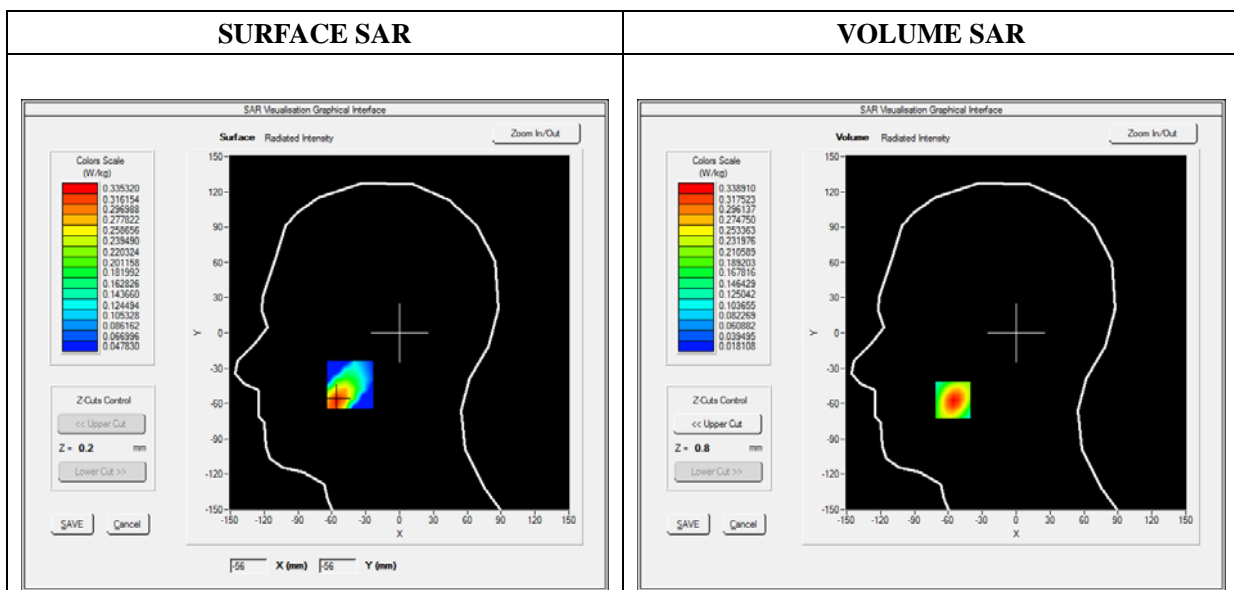 SURFACE SAR
VOLUME SAR
SAR Visualisation Graphical Interface
Surface Radiated Intensity
Zoom In/Out
Colors Scale
(W/kg)
0.335320
0.316154
0.296988
0.277822
0.258656
0.239490
0.220324
0.201158
0.181992
0.162826
0.143660
0.124494
0.105328
0.086162
0.066996
0.047830
150
120
90
60
30
0
-30
-60
-90
-120
-150
Y
-150 -120 -90 -60 -30 0 30 60 90 120 150
X
Z-Cuts Control
<< Upper Cut
Z = 0.2 mm
Lower Cut >>
SAVE Cancel
-56 X (mm) -56 Y (mm)
SAR Visualisation Graphical Interface
Volume Radiated Intensity
Zoom In/Out
Colors Scale
(W/kg)
0.338910
0.317523
0.296137
0.274750
0.253363
0.231976
0.210589
0.189203
0.167816
0.146429
0.125042
0.103655
0.082269
0.060882
0.039495
0.018108
150
120
90
60
30
0
-30
-60
-90
-120
-150
Y
-150 -120 -90 -60 -30 0 30 60 90 120 150
X
Z-Cuts Control
<< Upper Cut
Z = 0.8 mm
Lower Cut >>
SAVE Cancel